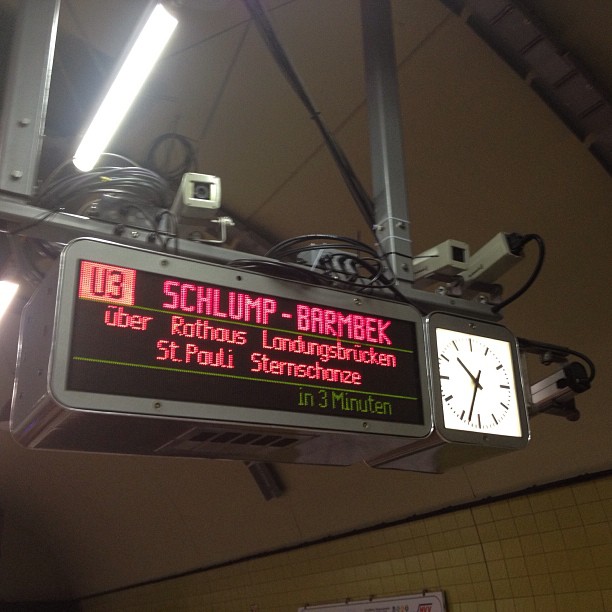 U3 SCHLUMP-BARMBEK
über Rathaus Landungsbrücken
St.Pauli Sternschanze
in 3 Minuten